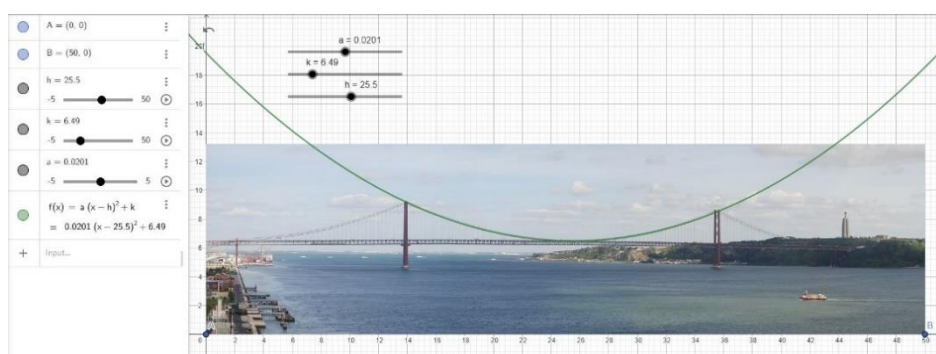 A = (0, 0)
B = (50, 0)
h = 25.5
-5 50
k = 6.49
-5 50
a = 0.0201
-5 5
f(x) = a (x − h)² + k
= 0.0201 (x − 25.5)² + 6.49
+ Input...
a = 0.0201
k = 6.49
h = 25.5
20
18
16
14
12
10
8
6
4
2
A
B
0 2 4 6 8 10 12 14 16 18 20 22 24 26 28 30 32 34 36 38 40 42 44 46 48 50